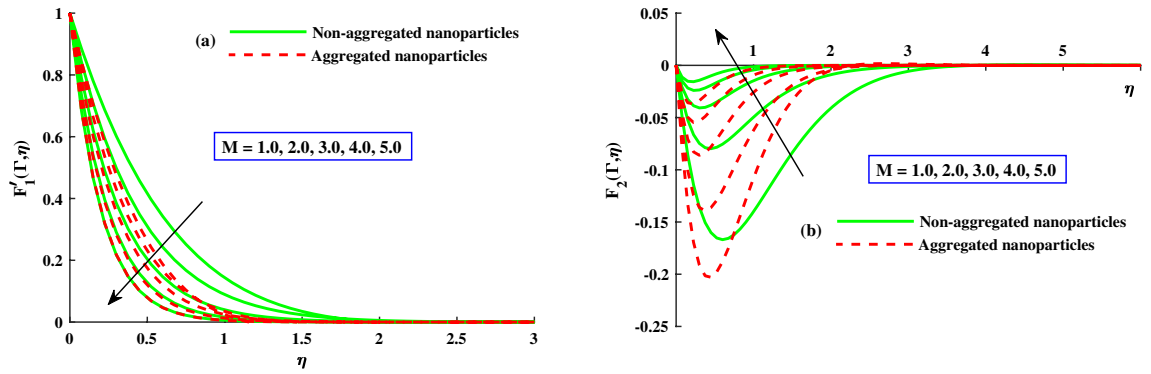 (a)
Non-aggregated nanoparticles
Aggregated nanoparticles
M = 1.0, 2.0, 3.0, 4.0, 5.0
F′₁(Γ,η)
1
0.8
0.6
0.4
0.2
0
0 0.5 1 1.5 2 2.5 3
η
0.05
0
-0.05
-0.1
-0.15
-0.2
-0.25
F₂(Γ,η)
1 2 3 4 5
η
M = 1.0, 2.0, 3.0, 4.0, 5.0
Non-aggregated nanoparticles
(b)
Aggregated nanoparticles